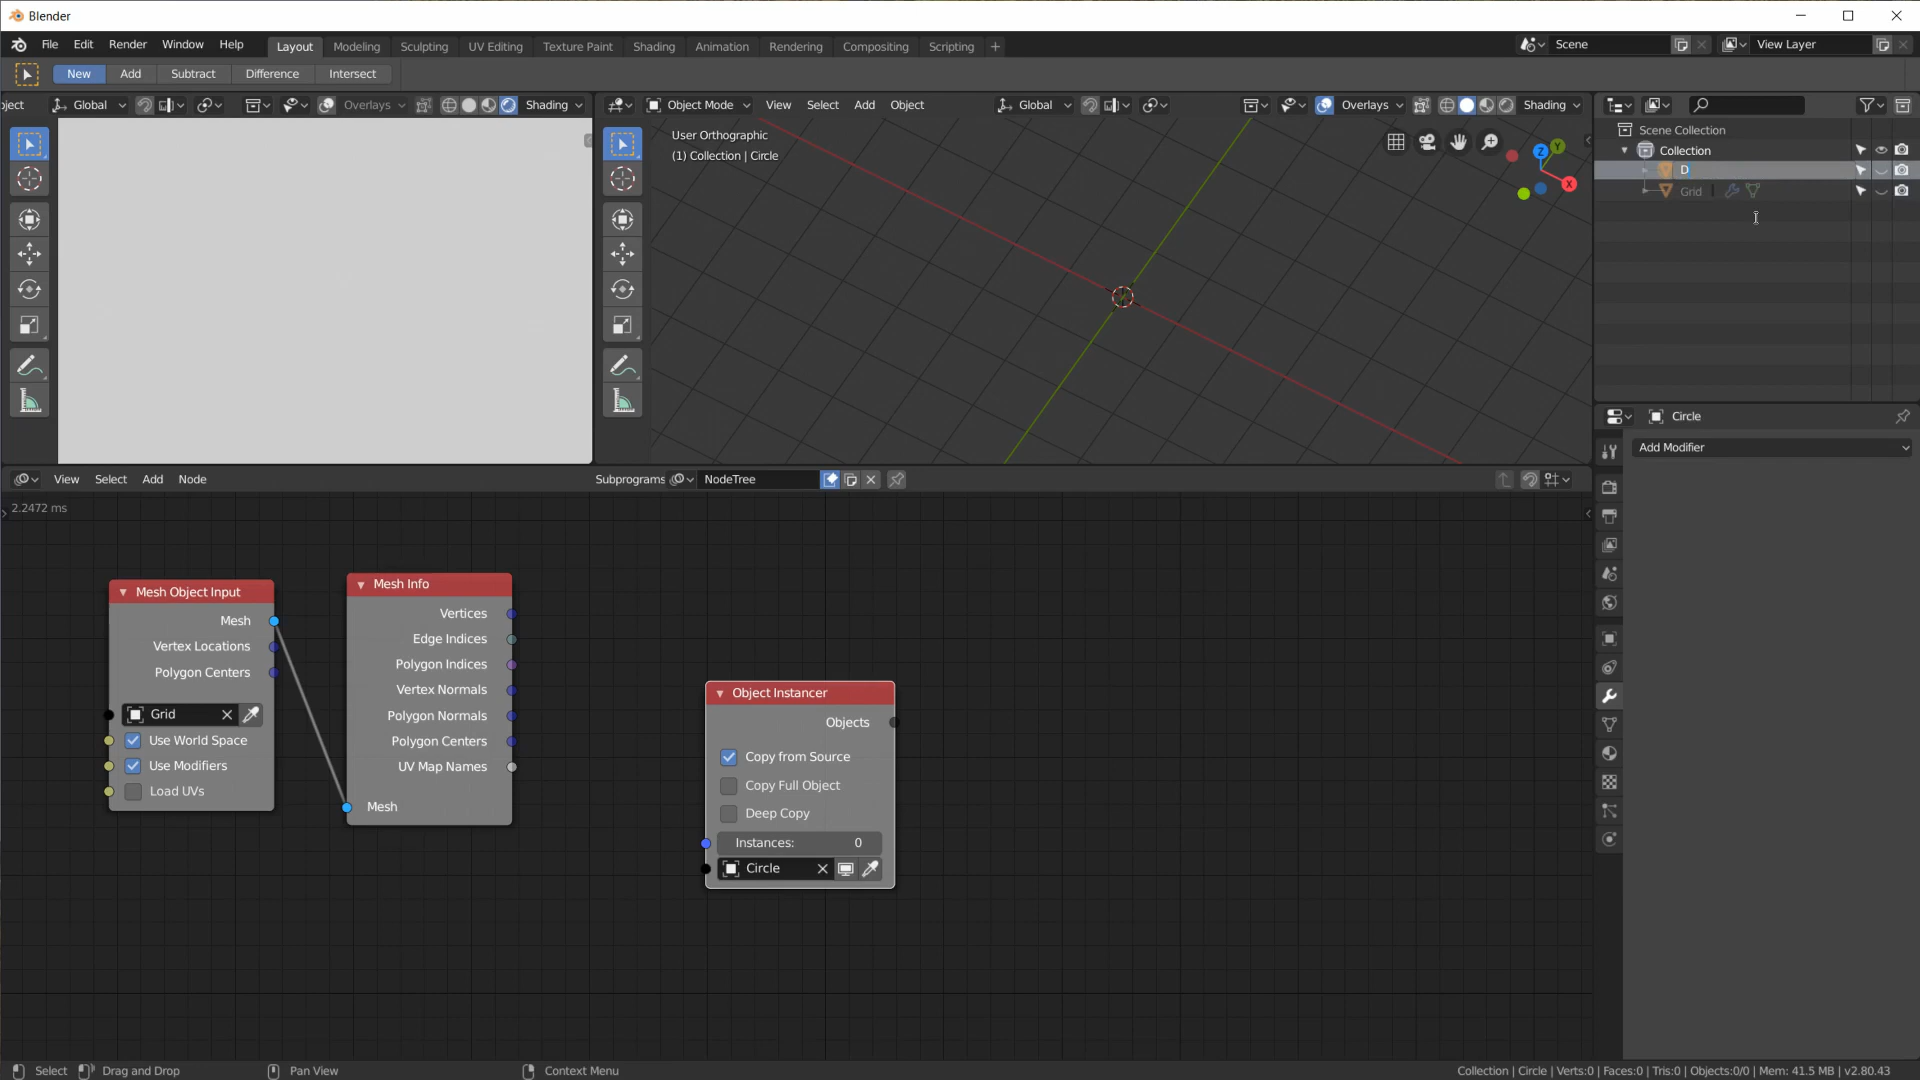 Blender
File Edit Render Window Help Layout Modeling Sculpting UV Editing Texture Paint Shading Animation Rendering Compositing Scripting + Scene View Layer
New Add Subtract Difference Intersect
ject Global Overlays Shading
Object Mode View Select Add Object Global Overlays Shading
User Orthographic
(1) Collection | Circle
Z Y X
Scene Collection
Collection
D
Grid
Circle
Add Modifier
View Select Add Node Subprograms NodeTree
2.2472 ms
Mesh Object Input
Mesh
Vertex Locations
Polygon Centers
Grid
Use World Space
Use Modifiers
Load UVs
Mesh Info
Vertices
Edge Indices
Polygon Indices
Vertex Normals
Polygon Normals
Polygon Centers
UV Map Names
Mesh
Object Instancer
Objects
Copy from Source
Copy Full Object
Deep Copy
Instances: 0
Circle
Select Drag and Drop Pan View Context Menu Collection | Circle | Verts:0 | Faces:0 | Tris:0 | Objects:0/0 | Mem: 41.5 MB | v2.80.43